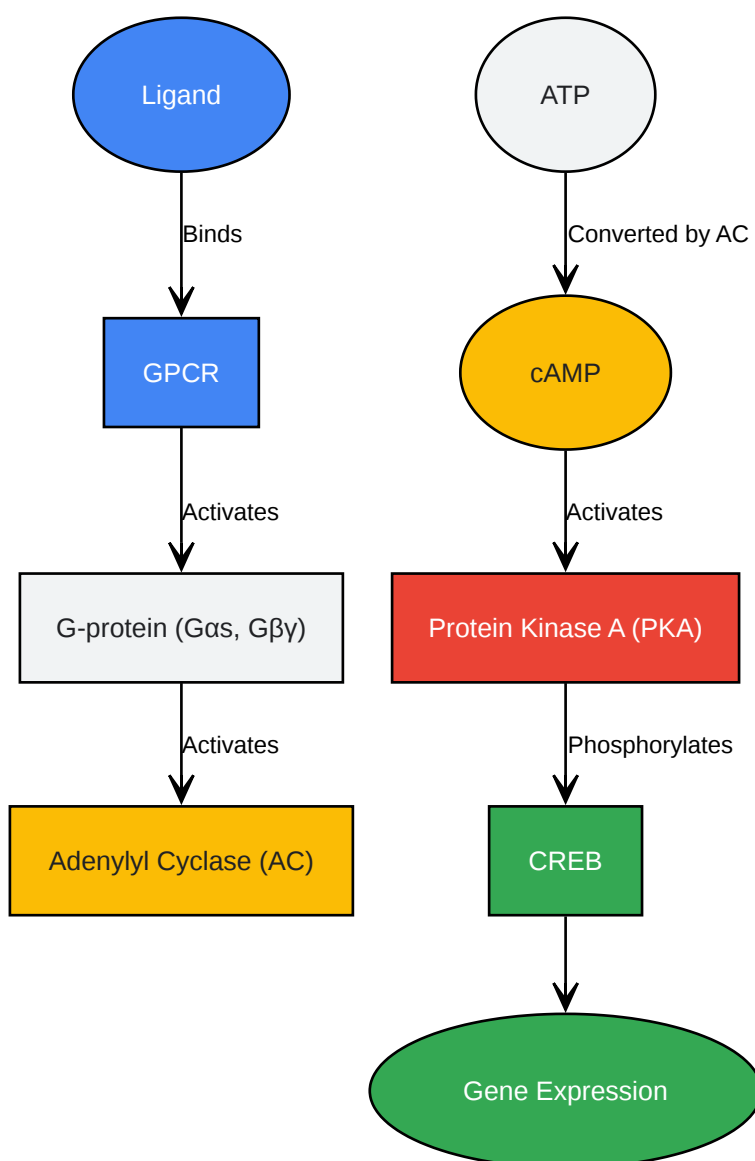 Ligand
Binds
GPCR
Activates
G-protein (Gαs, Gβγ)
Activates
Adenylyl Cyclase (AC)
ATP
Converted by AC
cAMP
Activates
Protein Kinase A (PKA)
Phosphorylates
CREB
Gene Expression